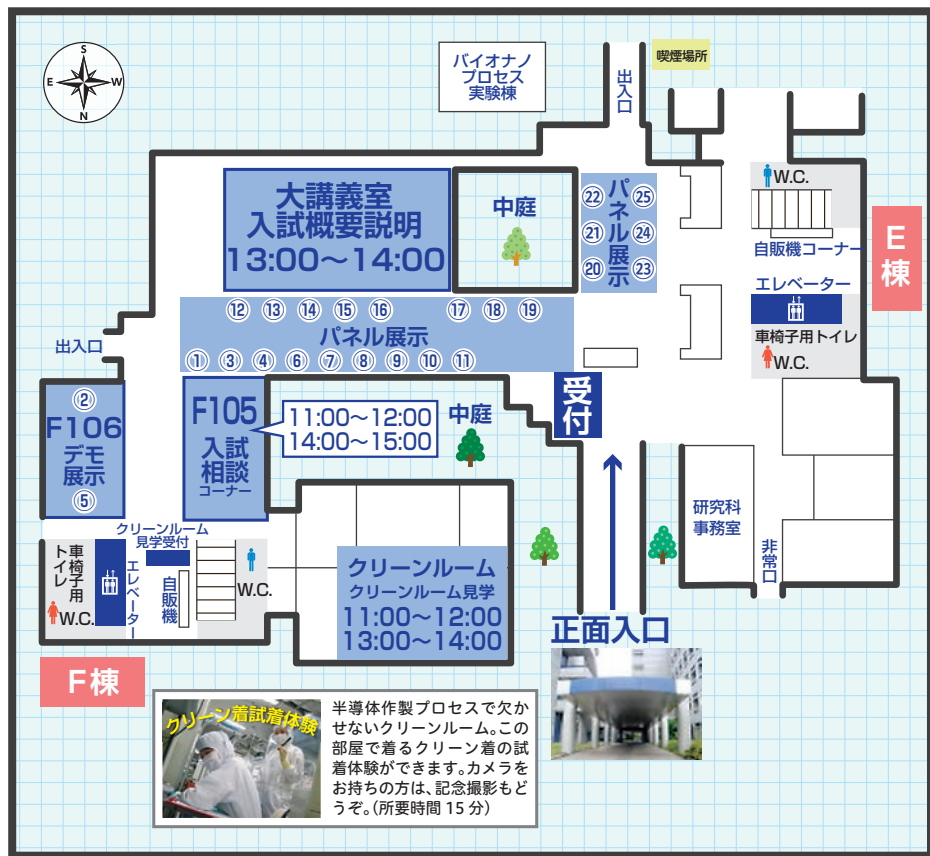 S
E
W
N
バイオナノ
プロセス
実験棟
出入口
喫煙場所
大講義室
入試概要説明
13:00〜14:00
中庭
㉒
パネル展示
㉕
㉑
㉔
⑳
㉓
W.C.
自販機コーナー
E
棟
エレベーター
車椅子用トイレ
W.C.
⑫ ⑬ ⑭ ⑮ ⑯ ⑰ ⑱ ⑲
パネル展示
① ③ ④ ⑥ ⑦ ⑧ ⑨ ⑩ ⑪
出入口
②
F106
デモ
展示
⑤
F105
入試
相談
コーナー
11:00〜12:00
14:00〜15:00
中庭
受付
研究科
事務室
非常口
クリーンルーム
見学受付
車椅子用
トイレ
W.C.
エレベーター
自販機
W.C.
クリーンルーム
クリーンルーム見学
11:00〜12:00
13:00〜14:00
正面入口
F棟
クリーン着試着体験
半導体作製プロセスで欠か
せないクリーンルーム。この
部屋で着るクリーン着の試
着体験ができます。カメラを
お持ちの方は、記念撮影もど
うぞ。(所要時間 15 分)